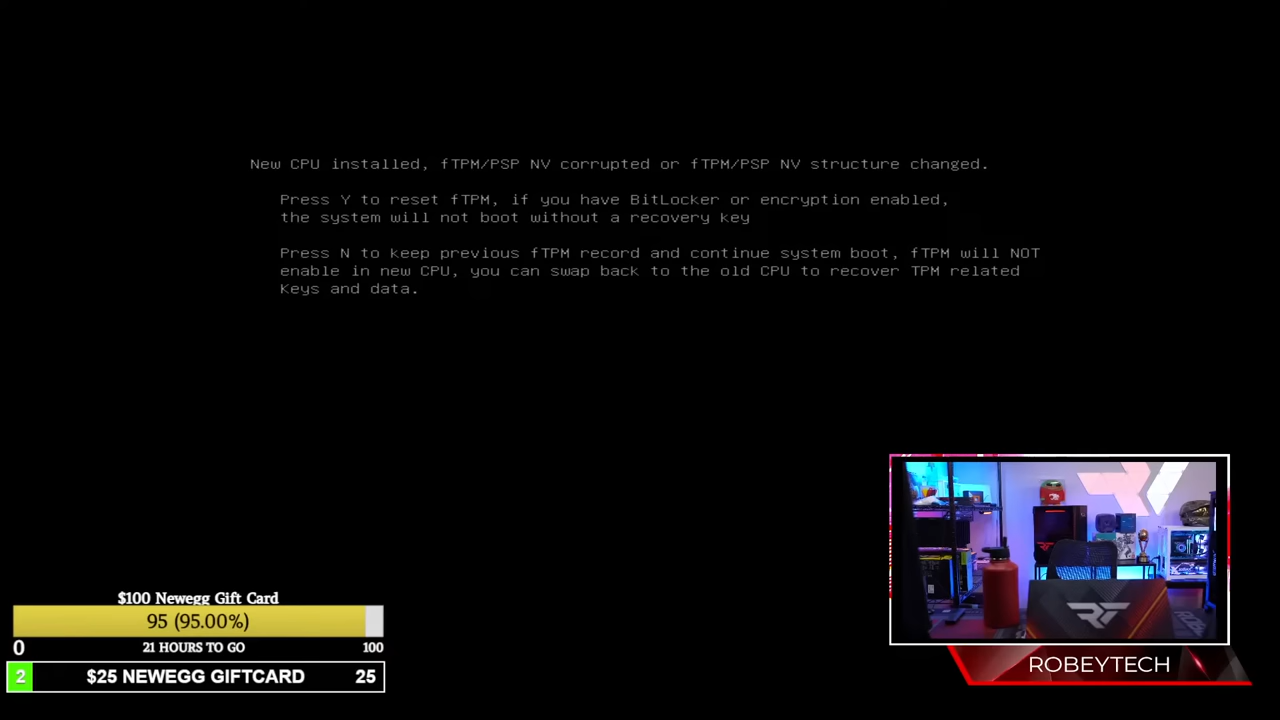 New CPU installed, fTPM/PSP NV corrupted or fTPM/PSP NV structure changed.
Press Y to reset fTPM, if you have BitLocker or encryption enabled,
the system will not boot without a recovery key
Press N to keep previous fTPM record and continue system boot, fTPM will NOT
enable in new CPU, you can swap back to the old CPU to recover TPM related
Keys and data.
$100 Newegg Gift Card
95 (95.00%)
0 21 HOURS TO GO 100
2 $25 NEWEGG GIFTCARD 25
ROBEYTECH